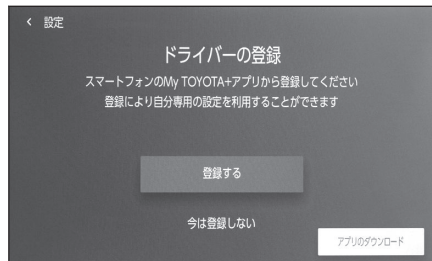 < 設定
ドライバーの登録
スマートフォンのMy TOYOTA+アプリから登録してください
登録により自分専用の設定を利用することができます
登録する
今は登録しない
アプリのダウンロード